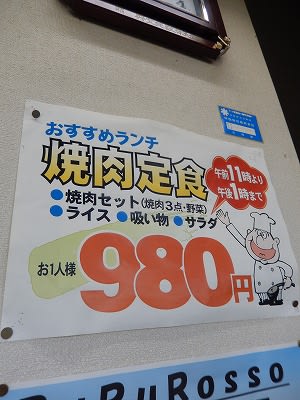 おすすめランチ
焼肉定食
午前11時より
午後1時まで
●焼肉セット(焼肉3点・野菜)
●ライス ●吸い物 ●サラダ
お1人様
980円
RuBuRosso